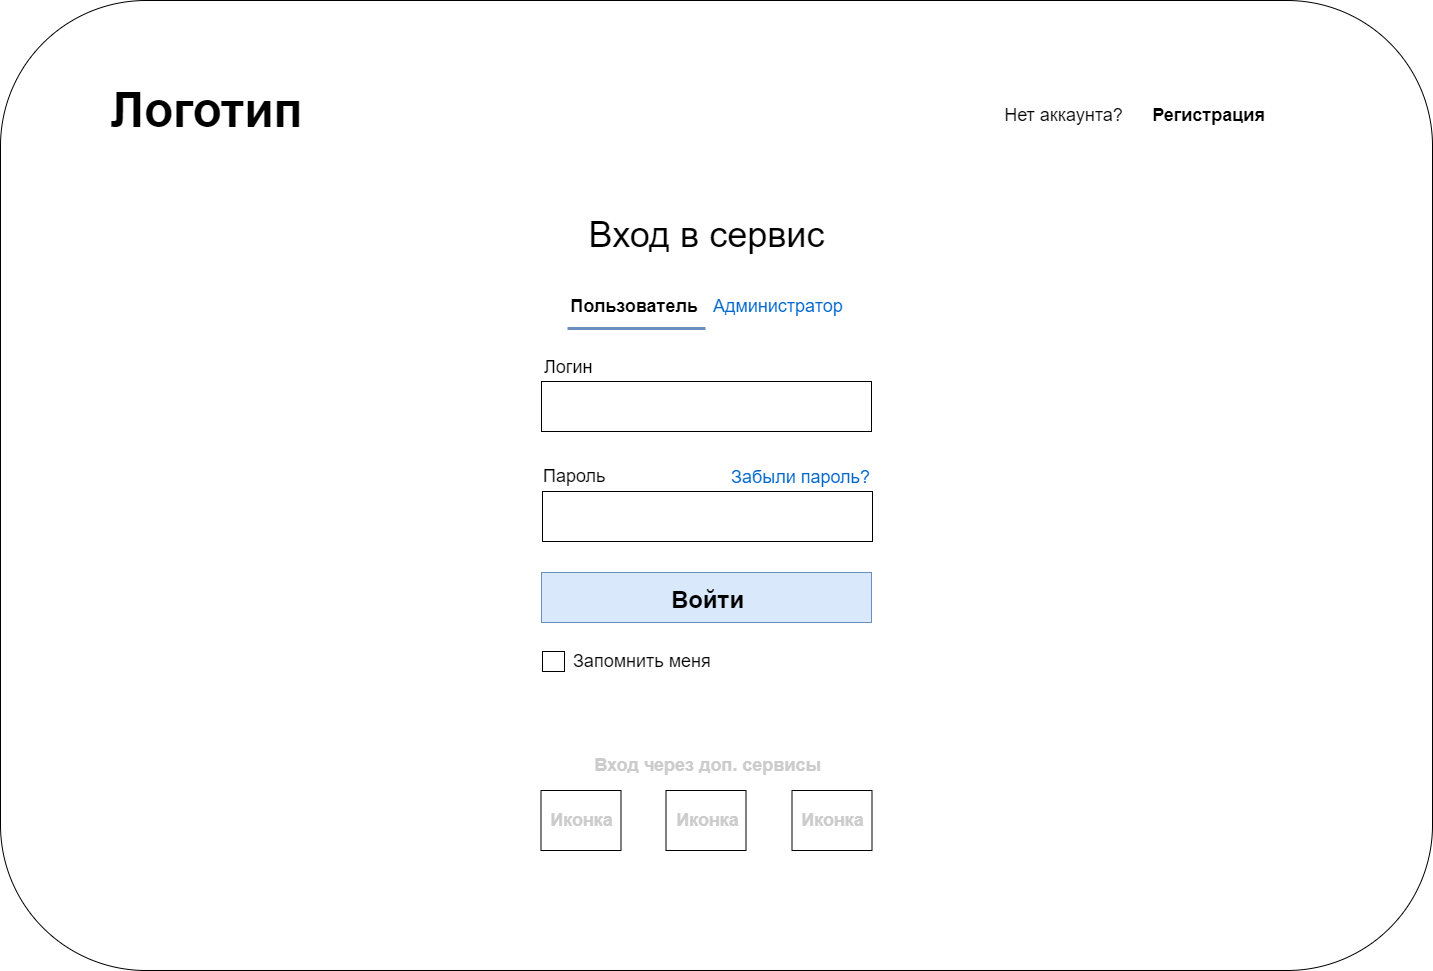 Логотип
Нет аккаунта? Регистрация
Вход в сервис
Пользователь Администратор
Логин
Пароль Забыли пароль?
Войти
Запомнить меня
Вход через доп. сервисы
Иконка Иконка Иконка